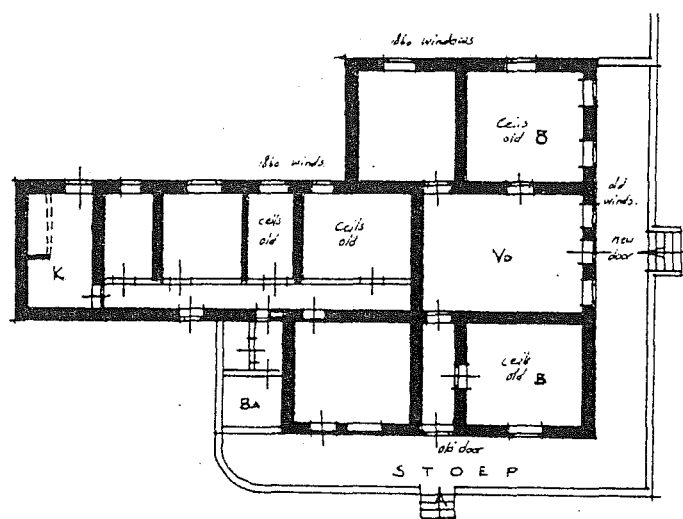 1860 windows
Ceils
old B
1860 winds.
old
winds.
ceils
old
Ceils
old
new
door
K
Vo
ceils
old B
BA
old door
STOEP